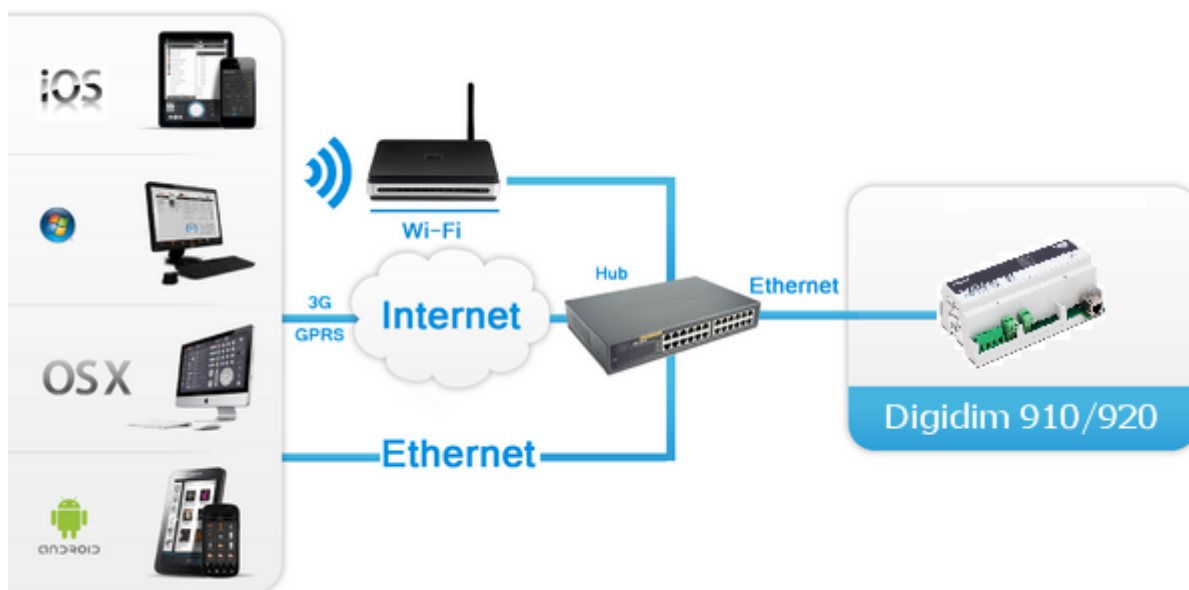 iOS
Wi-Fi
Hub
Ethernet
3G
GPRS
Internet
OSX
Digidim 910/920
Ethernet
ANDROID